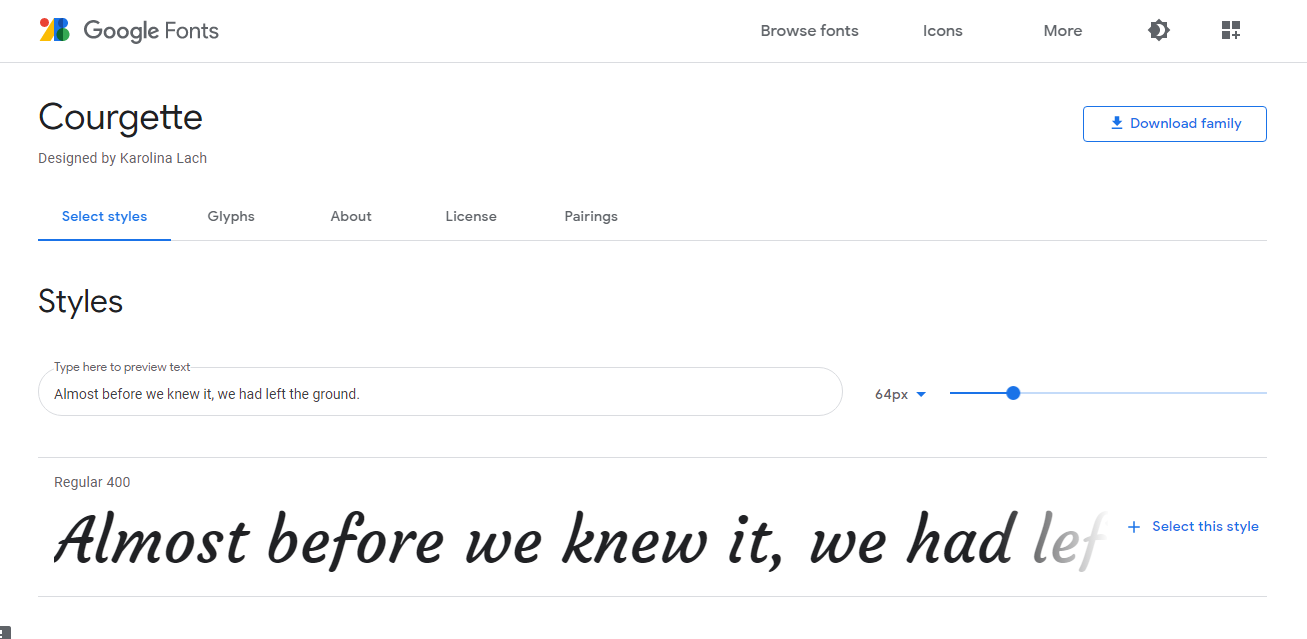 Google Fonts
Browse fonts
Icons
More
Courgette
Download family
Designed by Karolina Lach
Select styles
Glyphs
About
License
Pairings
Styles
Type here to preview text
Almost before we knew it, we had left the ground.
64px
Regular 400
Almost before we knew it, we had lef
Select this style